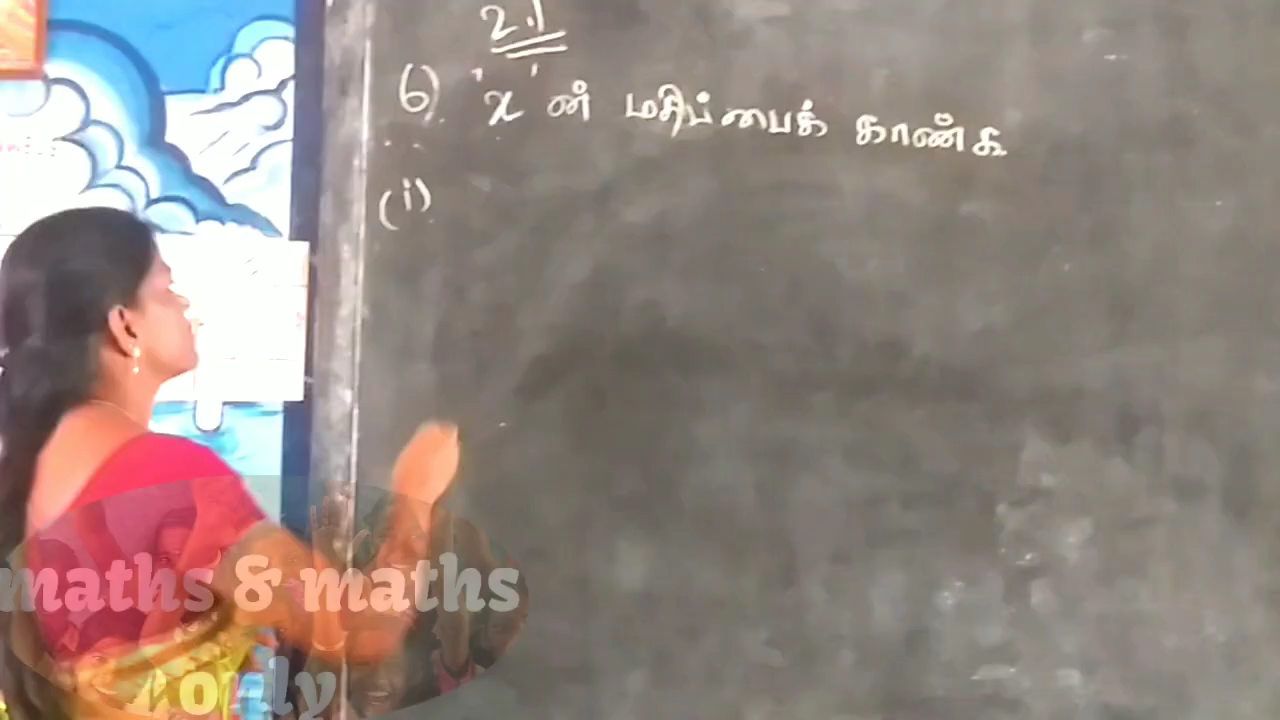 2.1
6) 'x' ன் மதிப்பைக் காண்க.
(i)
maths & maths
only